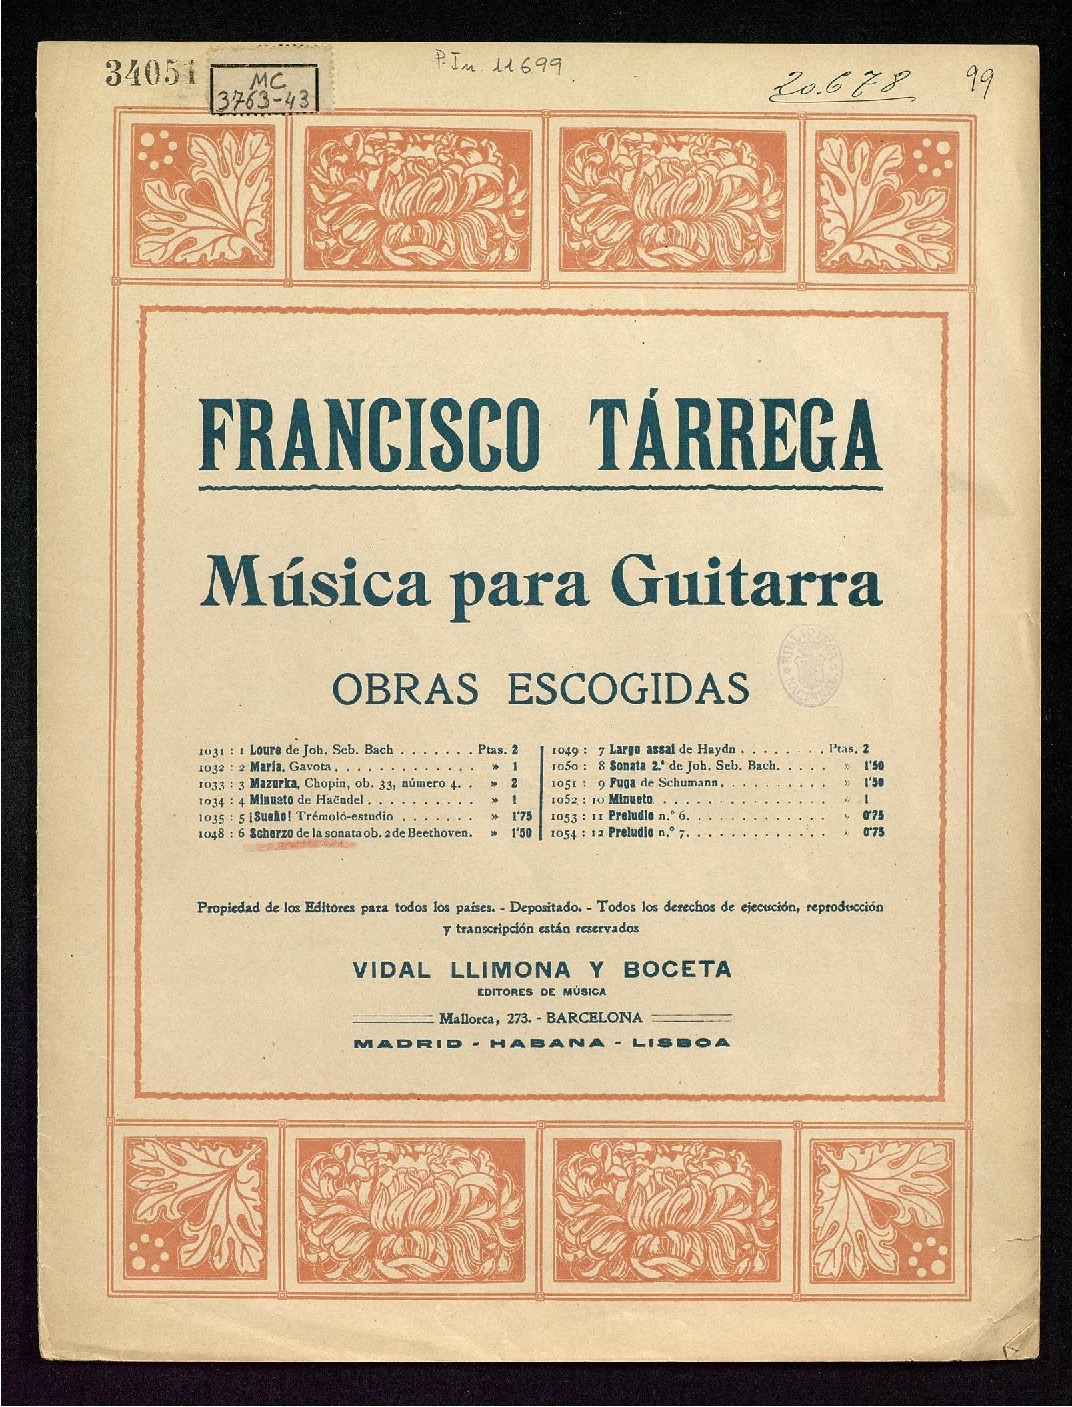 34051
MC
3763-43
P.In. 11699
20.678
99
FRANCISCO TÁRREGA
Música para Guitarra
OBRAS ESCOGIDAS
1031 : 1 Loure de Joh. Seb. Bach . . . . . . . Ptas. 2
1032 : 2 María, Gavota . . . . . . . . . . . . . » 1
1033 : 3 Mazurka, Chopin, ob. 33, número 4. . » 2
1034 : 4 Minueto de Haëndel . . . . . . . . . . » 1
1035 : 5 ¡Sueño! Trémoló-estudio . . . . . . . » 1'75
1048 : 6 Scherzo de la sonata ob. 2 de Beethoven. » 1'50
1049 : 7 Largo assai de Haydn . . . . . . . . Ptas. 2
1050 : 8 Sonata 2.ª de Joh. Seb. Bach. . . . . » 1'50
1051 : 9 Fuga de Schumann. . . . . . . . . . . » 1'50
1052 : 10 Minueto. . . . . . . . . . . . . . . . » 1
1053 : 11 Preludio n.º 6. . . . . . . . . . . . . » 0'75
1054 : 12 Preludio n.º 7. . . . . . . . . . . . . » 0'75
Propiedad de los Editores para todos los países. - Depositado. - Todos los derechos de ejecución, reproducción
y transcripción están reservados
VIDAL LLIMONA Y BOCETA
EDITORES DE MÚSICA
Mallorca, 273. - BARCELONA
MADRID - HABANA - LISBOA